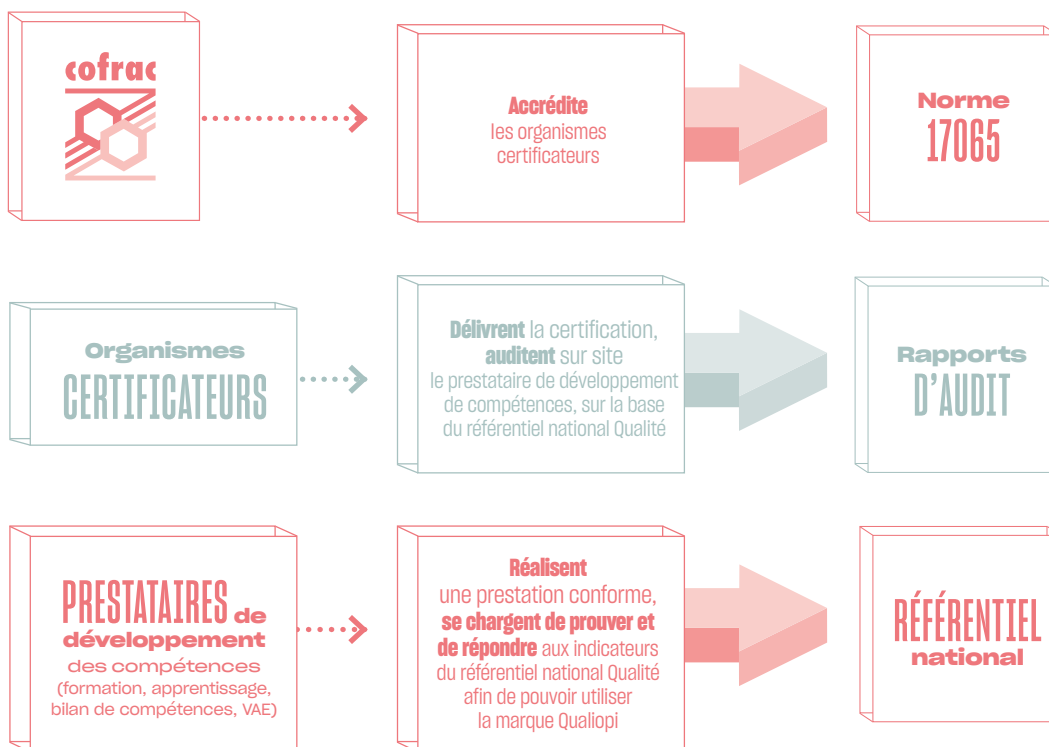 cofrac
Accrédite
les organismes
certificateurs
Norme
17065
Organismes
CERTIFICATEURS
Délivrent la certification,
auditent sur site
le prestataire de développement
de compétences, sur la base
du référentiel national Qualité
Rapports
D'AUDIT
PRESTATAIRES de
développement
des compétences
(formation, apprentissage,
bilan de compétences, VAE)
Réalisent
une prestation conforme,
se chargent de prouver et
de répondre aux indicateurs
du référentiel national Qualité
afin de pouvoir utiliser
la marque Qualiopi
RÉFÉRENTIEL
national